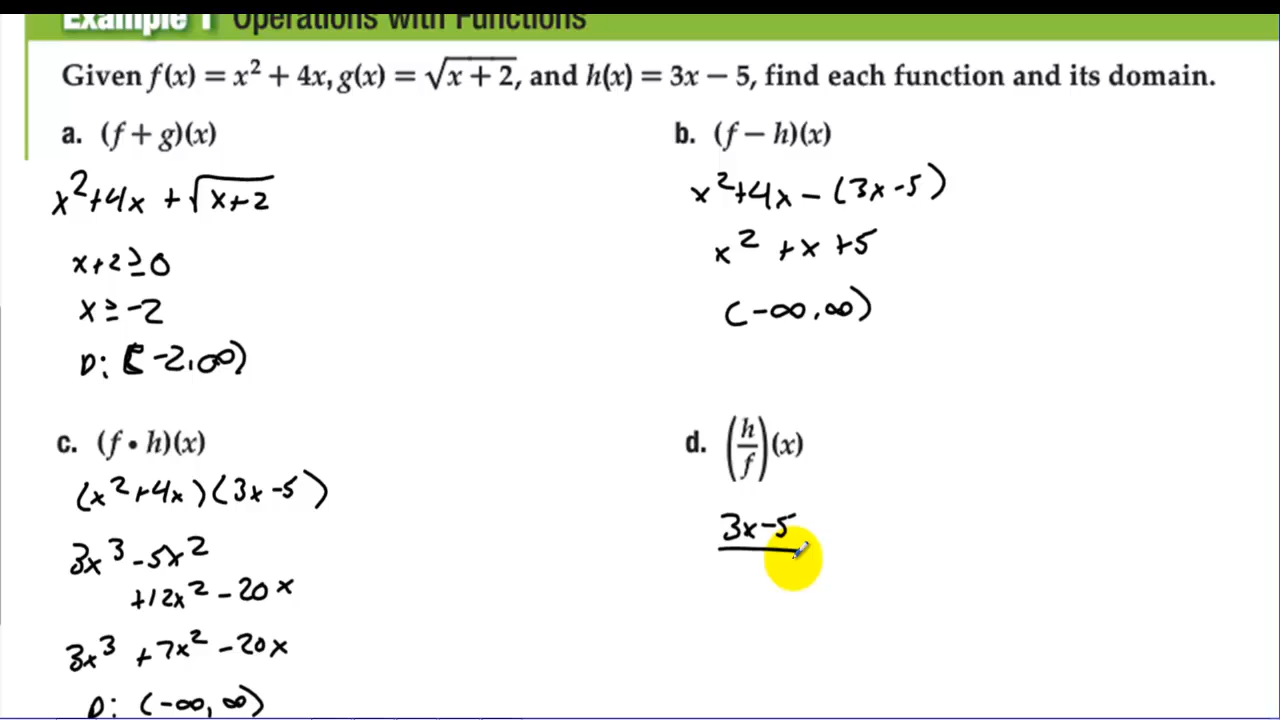 Example 1 Operations with Functions
Given f(x) = x² + 4x, g(x) = √(x + 2), and h(x) = 3x − 5, find each function and its domain.
a. (f + g)(x)
x²+4x + √(x+2)
x+2 ≥ 0
x ≥ -2
D: [-2, ∞)
b. (f − h)(x)
x²+4x − (3x-5)
x² + x + 5
(-∞, ∞)
c. (f • h)(x)
(x²+4x)(3x-5)
3x³ - 5x²
+12x² - 20x
3x³ + 7x² - 20x
D: (-∞, ∞)
d. (h/f)(x)
3x-5